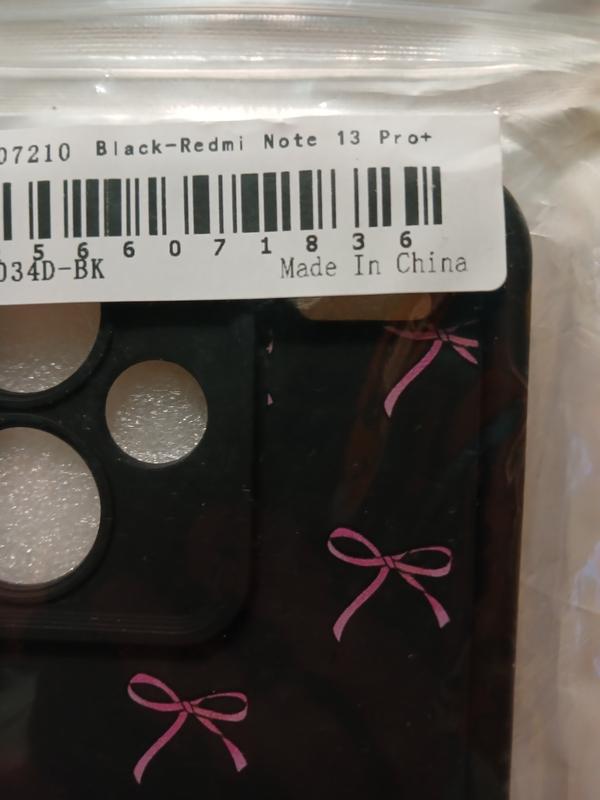 07210 Black-Redmi Note 13 Pro+
5 6 6 0 7 1 8 3 6
034D-BK Made In China